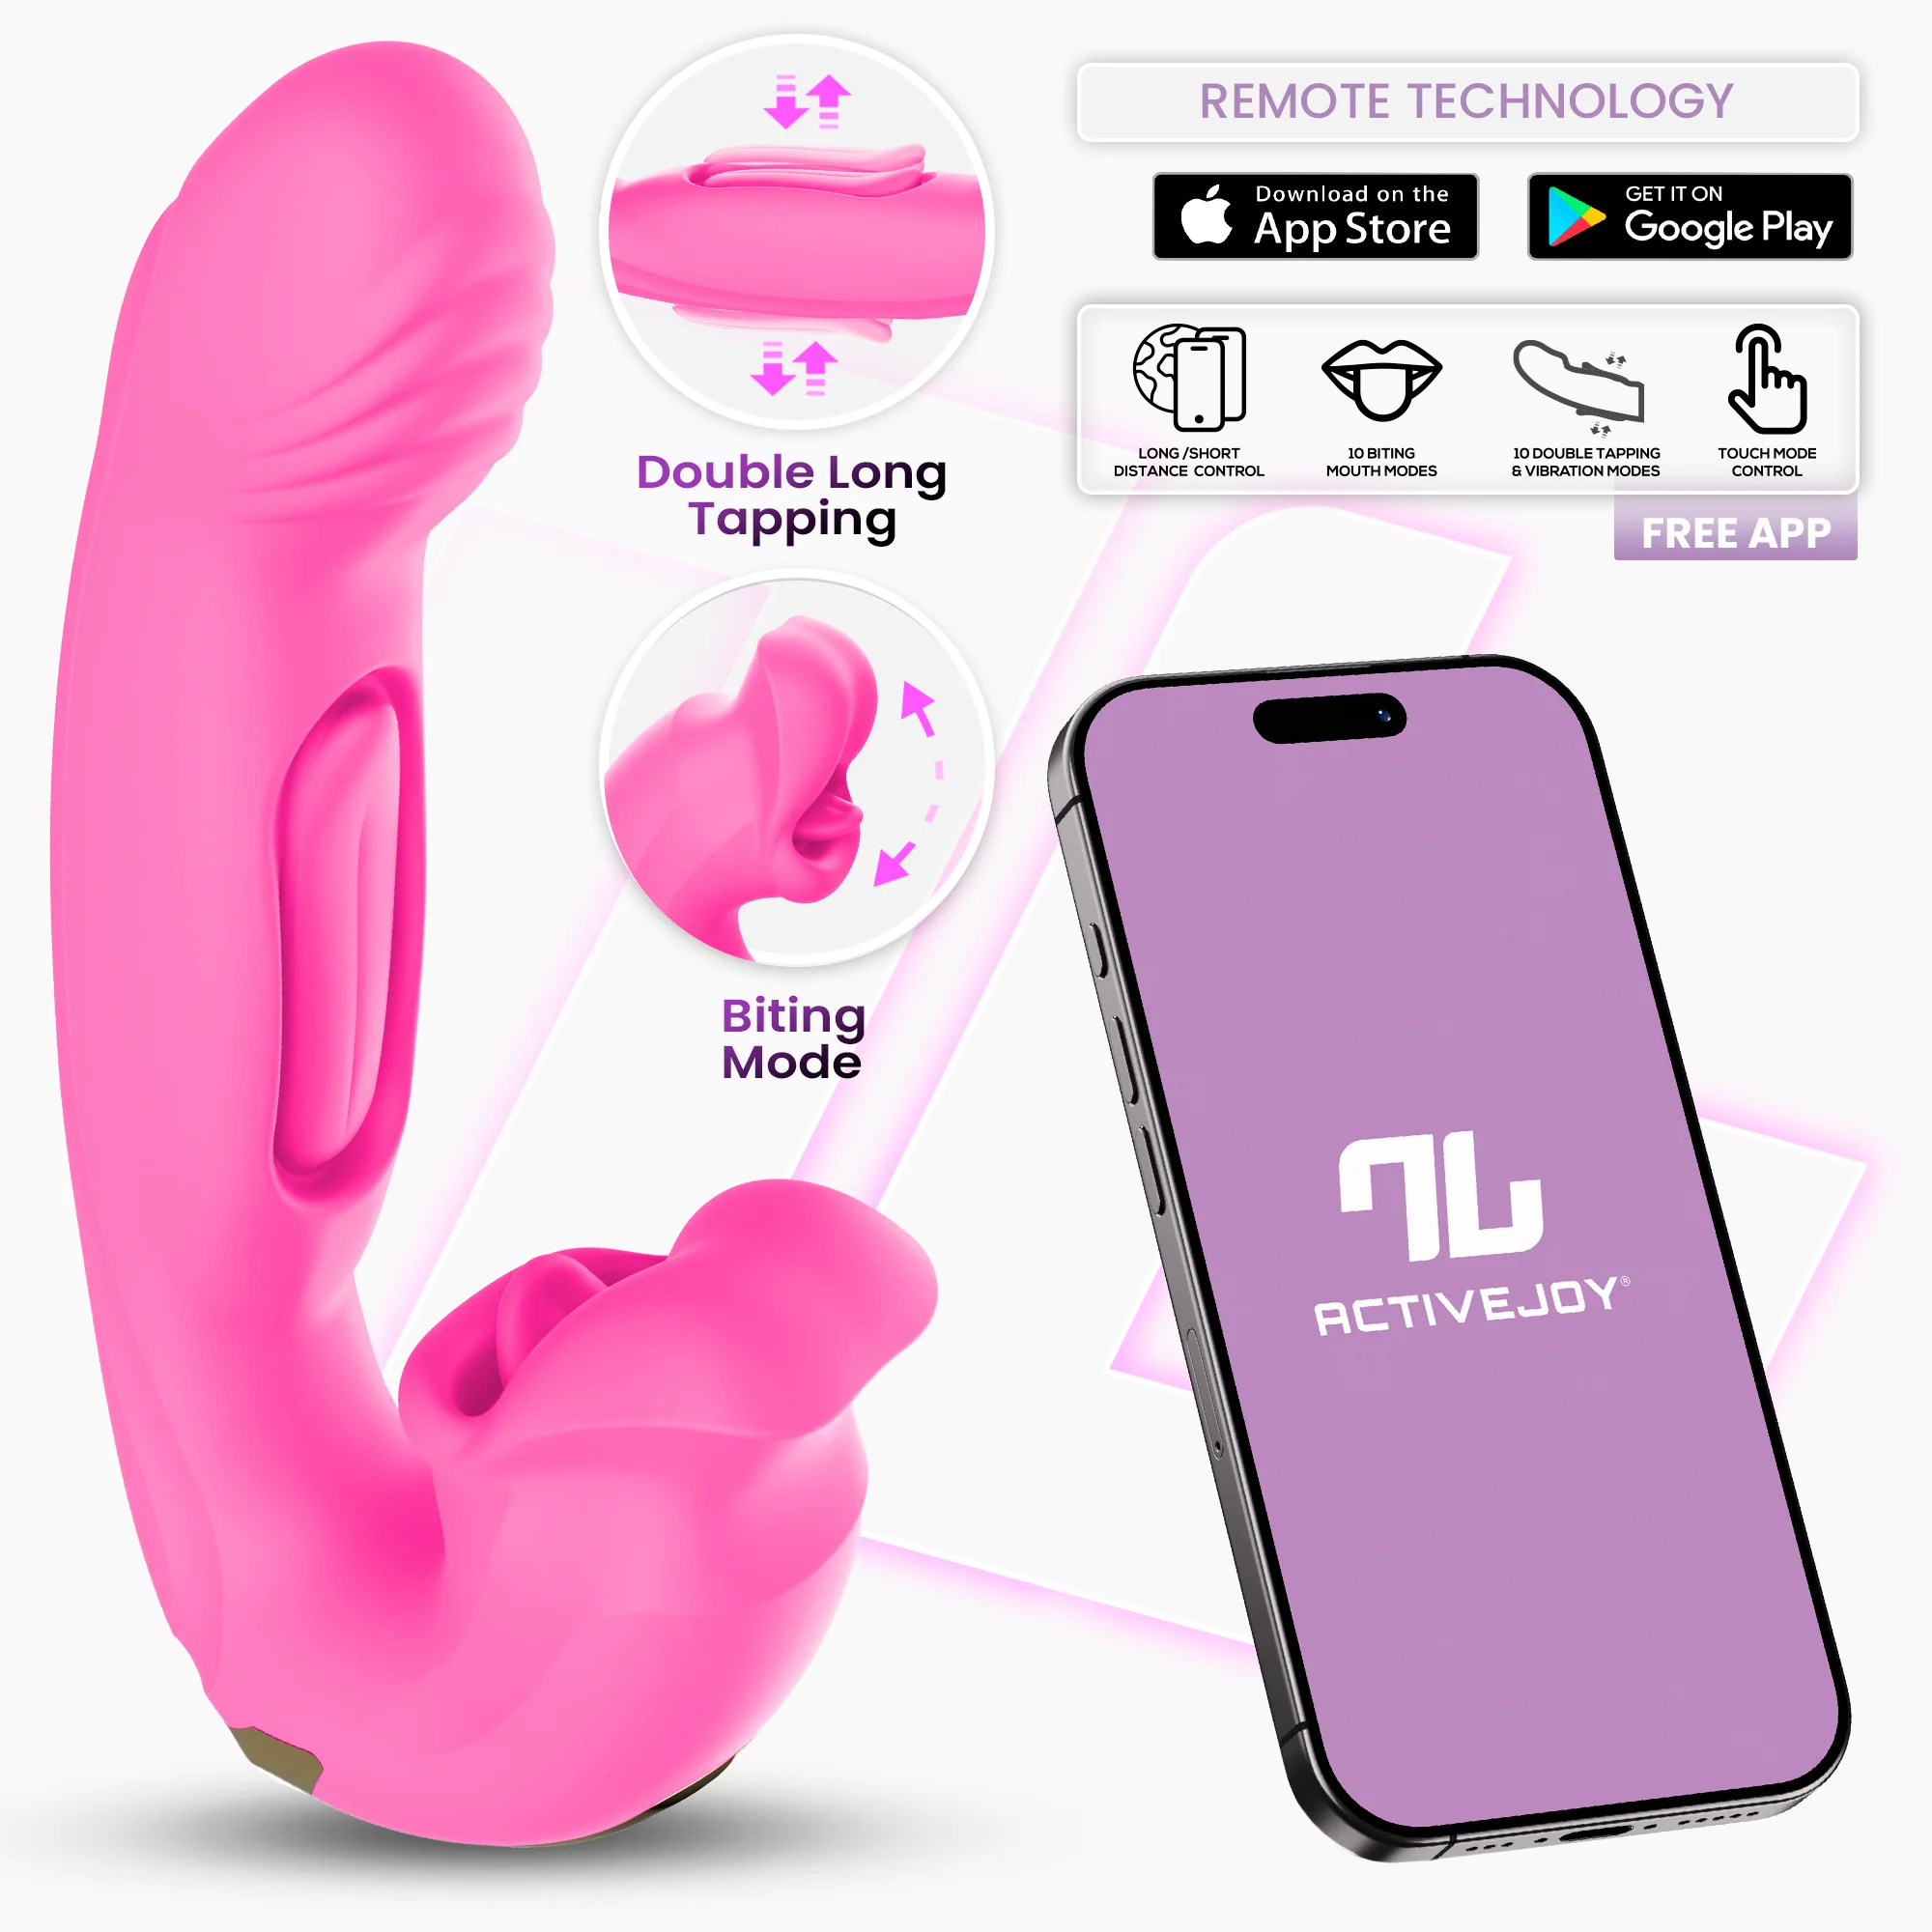 REMOTE TECHNOLOGY
Download on the
App Store
GET IT ON
Google Play
LONG /SHORT
DISTANCE CONTROL
10 BITING
MOUTH MODES
10 DOUBLE TAPPING
& VIBRATION MODES
TOUCH MODE
CONTROL
FREE APP
Double Long
Tapping
Biting
Mode
ACTIVEJOY®